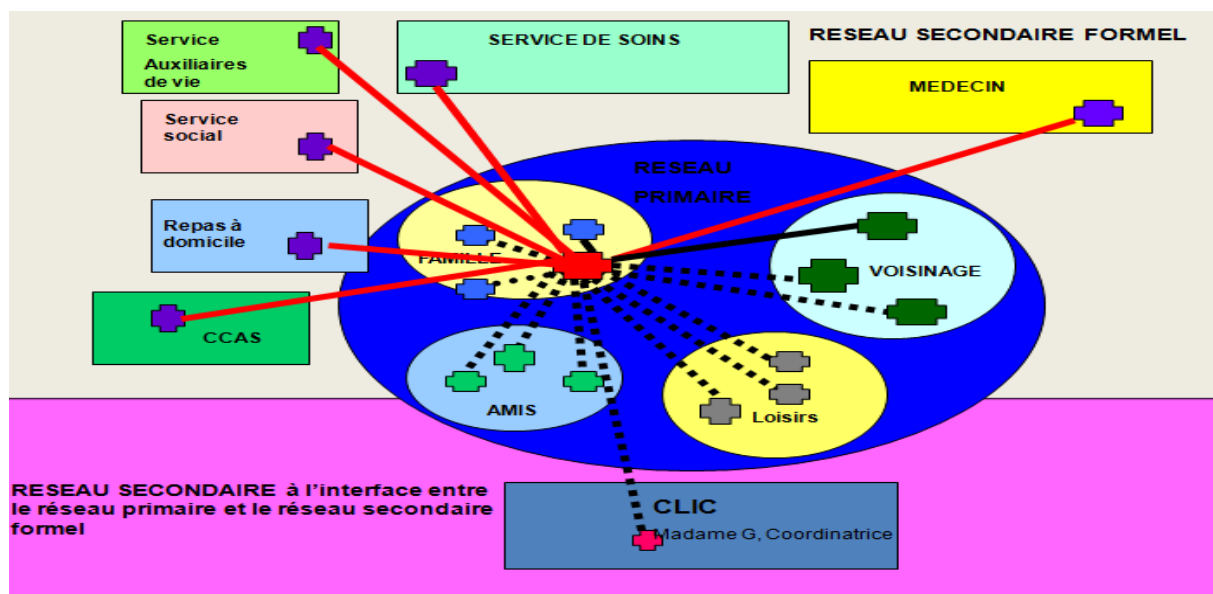 Service
Auxiliaires
de vie
SERVICE DE SOINS
RESEAU SECONDAIRE FORMEL
MEDECIN
Service
social
RESEAU
PRIMAIRE
Repas à
domicile
FAMILLE
VOISINAGE
CCAS
AMIS
Loisirs
RESEAU SECONDAIRE à l'interface entre
le réseau primaire et le réseau secondaire
formel
CLIC
Madame G, Coordinatrice